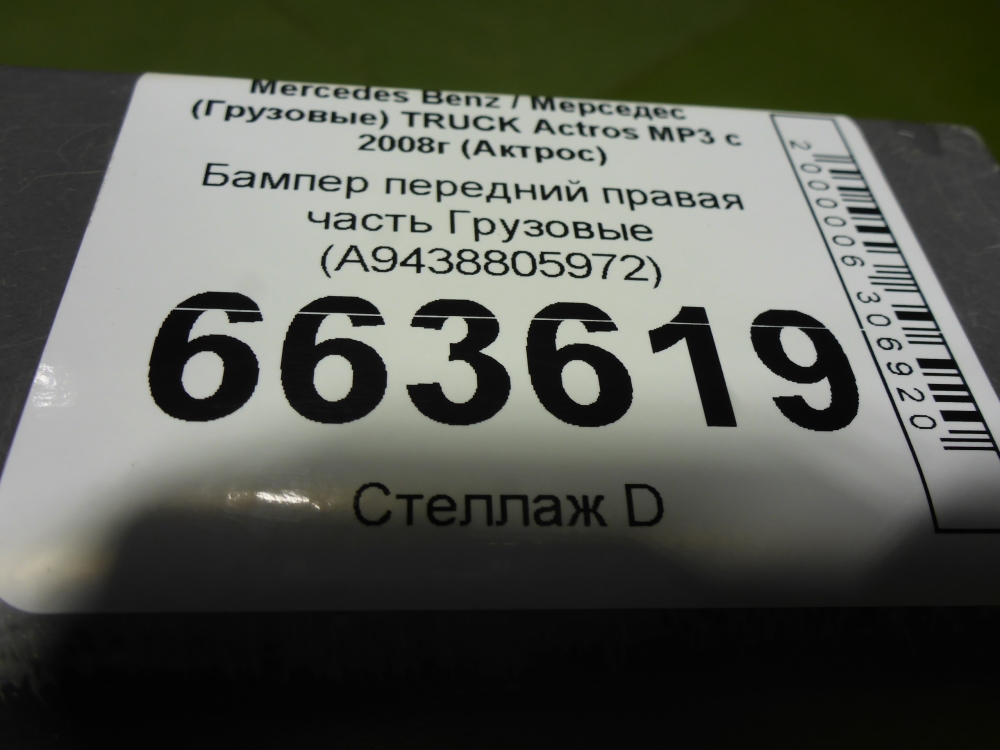 Mercedes Benz / Мерседес
(Грузовые) TRUCK Actros MP3 с
2008г (Актрос)
Бампер передний правая
часть Грузовые
(A9438805972)
663619
Стеллаж D
2000006306920